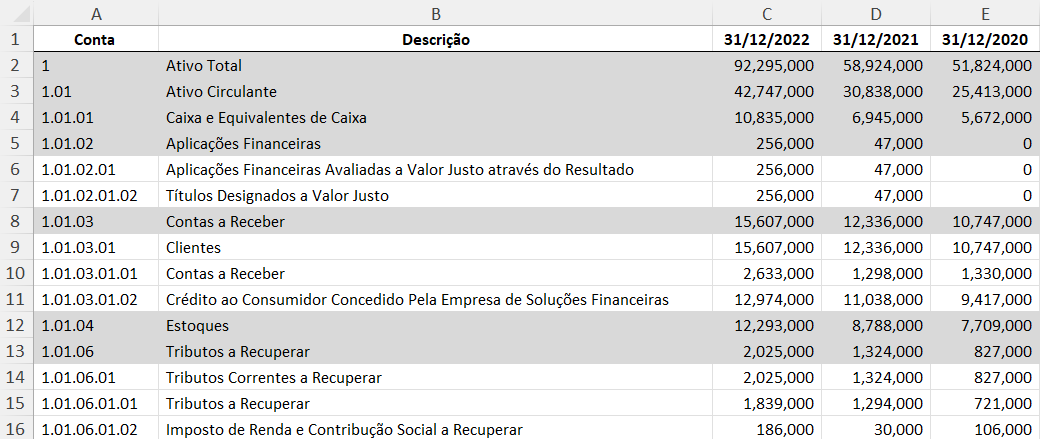 A B C D E
1 Conta Descrição 31/12/2022 31/12/2021 31/12/2020
2 1 Ativo Total 92,295,000 58,924,000 51,824,000
3 1.01 Ativo Circulante 42,747,000 30,838,000 25,413,000
4 1.01.01 Caixa e Equivalentes de Caixa 10,835,000 6,945,000 5,672,000
5 1.01.02 Aplicações Financeiras 256,000 47,000 0
6 1.01.02.01 Aplicações Financeiras Avaliadas a Valor Justo através do Resultado 256,000 47,000 0
7 1.01.02.01.02 Títulos Designados a Valor Justo 256,000 47,000 0
8 1.01.03 Contas a Receber 15,607,000 12,336,000 10,747,000
9 1.01.03.01 Clientes 15,607,000 12,336,000 10,747,000
10 1.01.03.01.01 Contas a Receber 2,633,000 1,298,000 1,330,000
11 1.01.03.01.02 Crédito ao Consumidor Concedido Pela Empresa de Soluções Financeiras 12,974,000 11,038,000 9,417,000
12 1.01.04 Estoques 12,293,000 8,788,000 7,709,000
13 1.01.06 Tributos a Recuperar 2,025,000 1,324,000 827,000
14 1.01.06.01 Tributos Correntes a Recuperar 2,025,000 1,324,000 827,000
15 1.01.06.01.01 Tributos a Recuperar 1,839,000 1,294,000 721,000
16 1.01.06.01.02 Imposto de Renda e Contribução Social a Recuperar 186,000 30,000 106,000